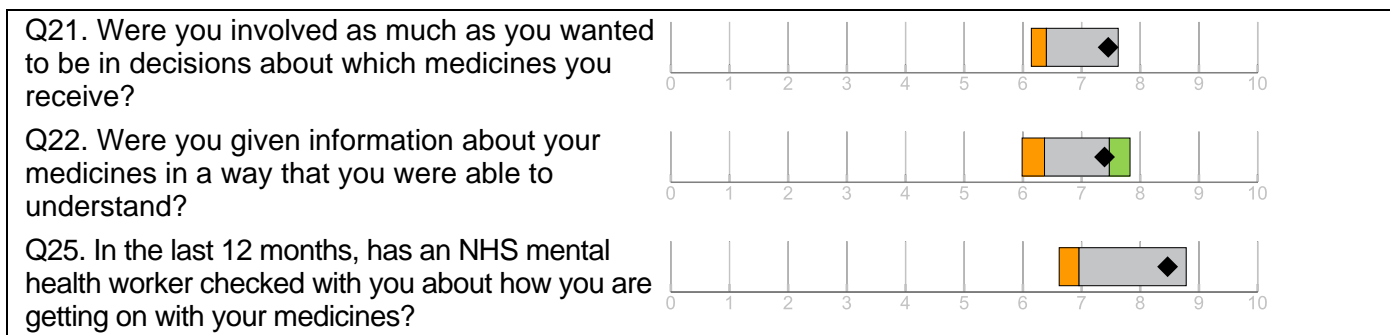 Q21. Were you involved as much as you wanted
to be in decisions about which medicines you
receive?
0 1 2 3 4 5 6 7 8 9 10
Q22. Were you given information about your
medicines in a way that you were able to
understand?
0 1 2 3 4 5 6 7 8 9 10
Q25. In the last 12 months, has an NHS mental
health worker checked with you about how you are
getting on with your medicines?
0 1 2 3 4 5 6 7 8 9 10